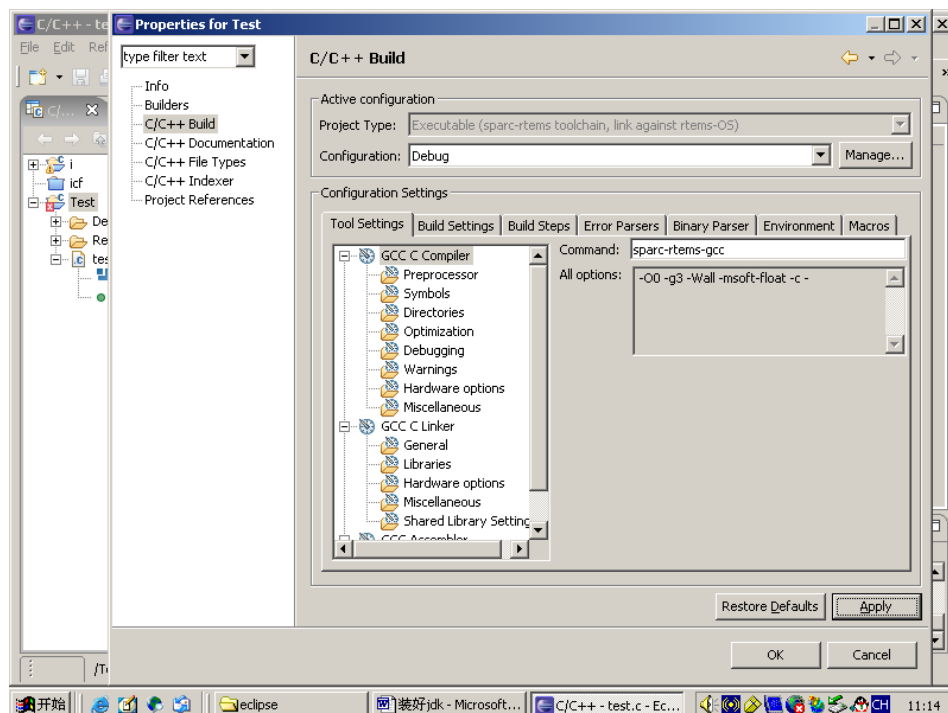 C/C++ - te
Properties for Test
File Edit Ref
type filter text
C/C++ Build
C/...
Info
Builders
C/C++ Build
C/C++ Documentation
C/C++ File Types
C/C++ Indexer
Project References
i
icf
Test
De
Re
tes
Active configuration
Project Type: Executable (sparc-rtems toolchain, link against rtems-OS)
Configuration: Debug Manage...
Configuration Settings
Tool Settings Build Settings Build Steps Error Parsers Binary Parser Environment Macros
GCC C Compiler
Preprocessor
Symbols
Directories
Optimization
Debugging
Warnings
Hardware options
Miscellaneous
GCC C Linker
General
Libraries
Hardware options
Miscellaneous
Shared Library Setting
GCC Assembler
Command: sparc-rtems-gcc
All options: -O0 -g3 -Wall -msoft-float -c -
Restore Defaults Apply
OK Cancel
/T
开始 eclipse 装好jdk - Microsoft... C/C++ - test.c - Ec... CH 11:14